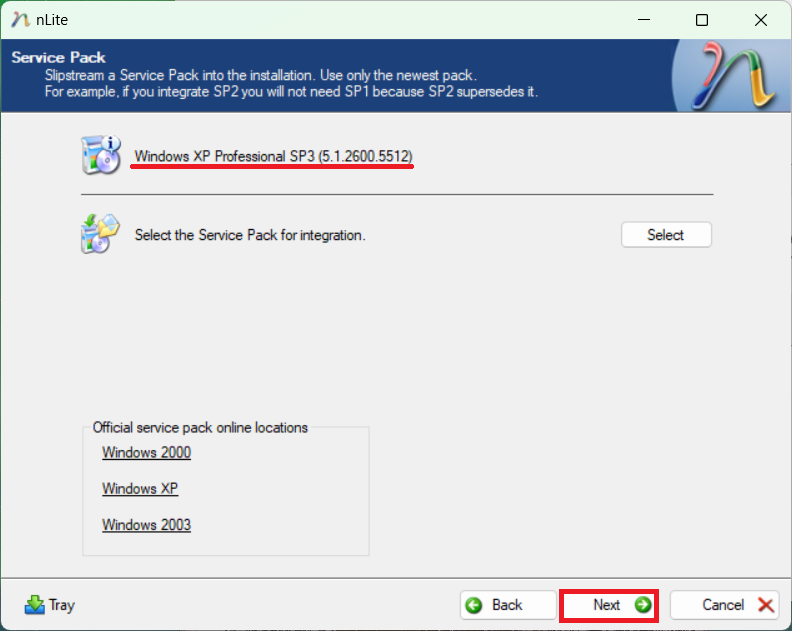 nLite
Service Pack
Slipstream a Service Pack into the installation. Use only the newest pack.
For example, if you integrate SP2 you will not need SP1 because SP2 supersedes it.
Windows XP Professional SP3 (5.1.2600.5512)
Select the Service Pack for integration.
Select
Official service pack online locations
Windows 2000
Windows XP
Windows 2003
Tray
Back
Next
Cancel